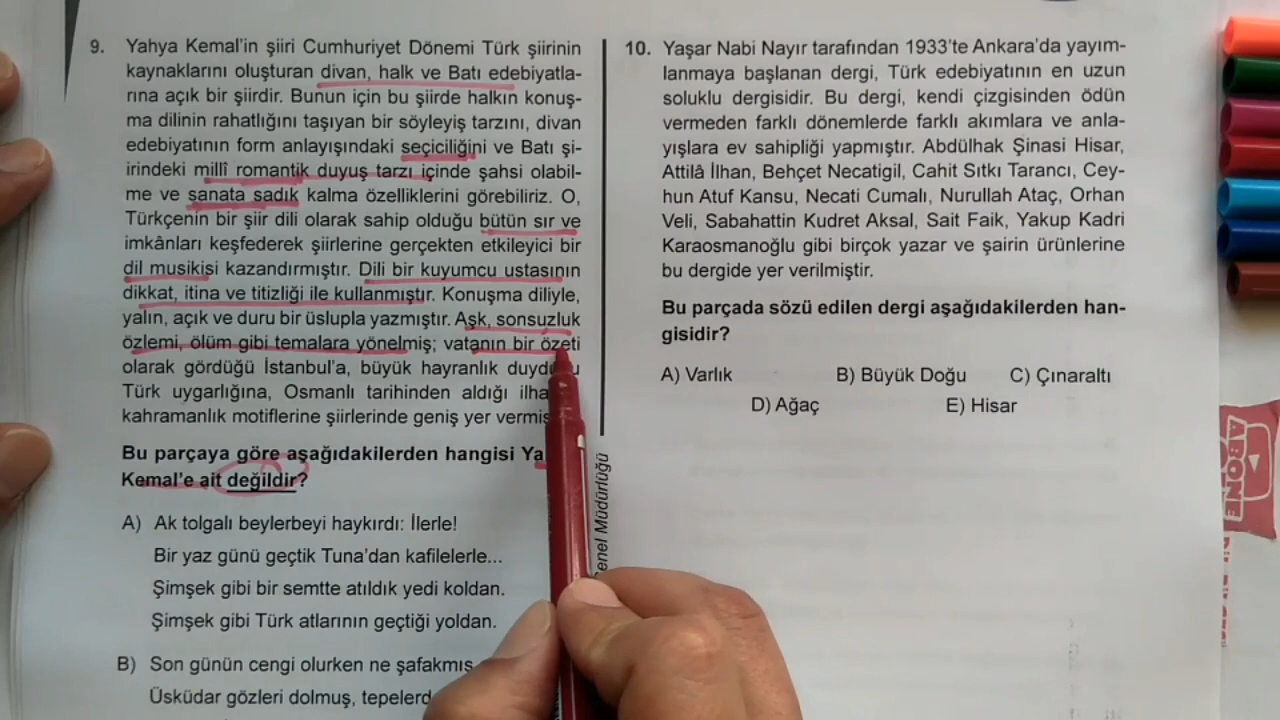 9. Yahya Kemal'in şiiri Cumhuriyet Dönemi Türk şiirinin
kaynaklarını oluşturan divan, halk ve Batı edebiyatla-
rına açık bir şiirdir. Bunun için bu şiirde halkın konuş-
ma dilinin rahatlığını taşıyan bir söyleyiş tarzını, divan
edebiyatının form anlayışındaki seçiciliğini ve Batı şi-
irindeki millî romantik duyuş tarzı içinde şahsi olabil-
me ve sanata sadık kalma özelliklerini görebiliriz. O,
Türkçenin bir şiir dili olarak sahip olduğu bütün sır ve
imkânları keşfederek şiirlerine gerçekten etkileyici bir
dil musikisi kazandırmıştır. Dili bir kuyumcu ustasının
dikkat, itina ve titizliği ile kullanmıştır. Konuşma diliyle,
yalın, açık ve duru bir üslupla yazmıştır. Aşk, sonsuzluk
özlemi, ölüm gibi temalara yönelmiş; vatanın bir özeti
olarak gördüğü İstanbul'a, büyük hayranlık
Türk uygarlığına, Osmanlı tarihinden aldığı
kahramanlık motiflerine şiirlerinde geniş yer
Bu parçaya göre aşağıdakilerden hangisi
Kemal'e ait değildir?
A) Ak tolgalı beylerbeyi haykırdı: İlerle!
Bir yaz günü geçtik Tuna'dan kafilelerle...
Şimşek gibi bir semtte atıldık yedi koldan.
Şimşek gibi Türk atlarının geçtiği yoldan.
B) Son günün cengi olurken ne şafakmış
Üsküdar gözleri dolmuş,
10. Yaşar Nabi Nayır tarafından 1933'te Ankara'da yayım-
lanmaya başlanan dergi, Türk edebiyatının en uzun
soluklu dergisidir. Bu dergi, kendi çizgisinden ödün
vermeden farklı dönemlerde farklı akımlara ve anla-
yışlara ev sahipliği yapmıştır. Abdülhak Şinasi Hisar,
Attilâ İlhan, Behçet Necatigil, Cahit Sıtkı Tarancı, Cey-
hun Atuf Kansu, Necati Cumalı, Nurullah Ataç, Orhan
Veli, Sabahattin Kudret Aksal, Sait Faik, Yakup Kadri
Karaosmanoğlu gibi birçok yazar ve şairin ürünlerine
bu dergide yer verilmiştir.
Bu parçada sözü edilen dergi aşağıdakilerden han-
gisidir?
A) Varlık B) Büyük Doğu C) Çınaraltı
D) Ağaç E) Hisar
Müdürlüğü
ABONE